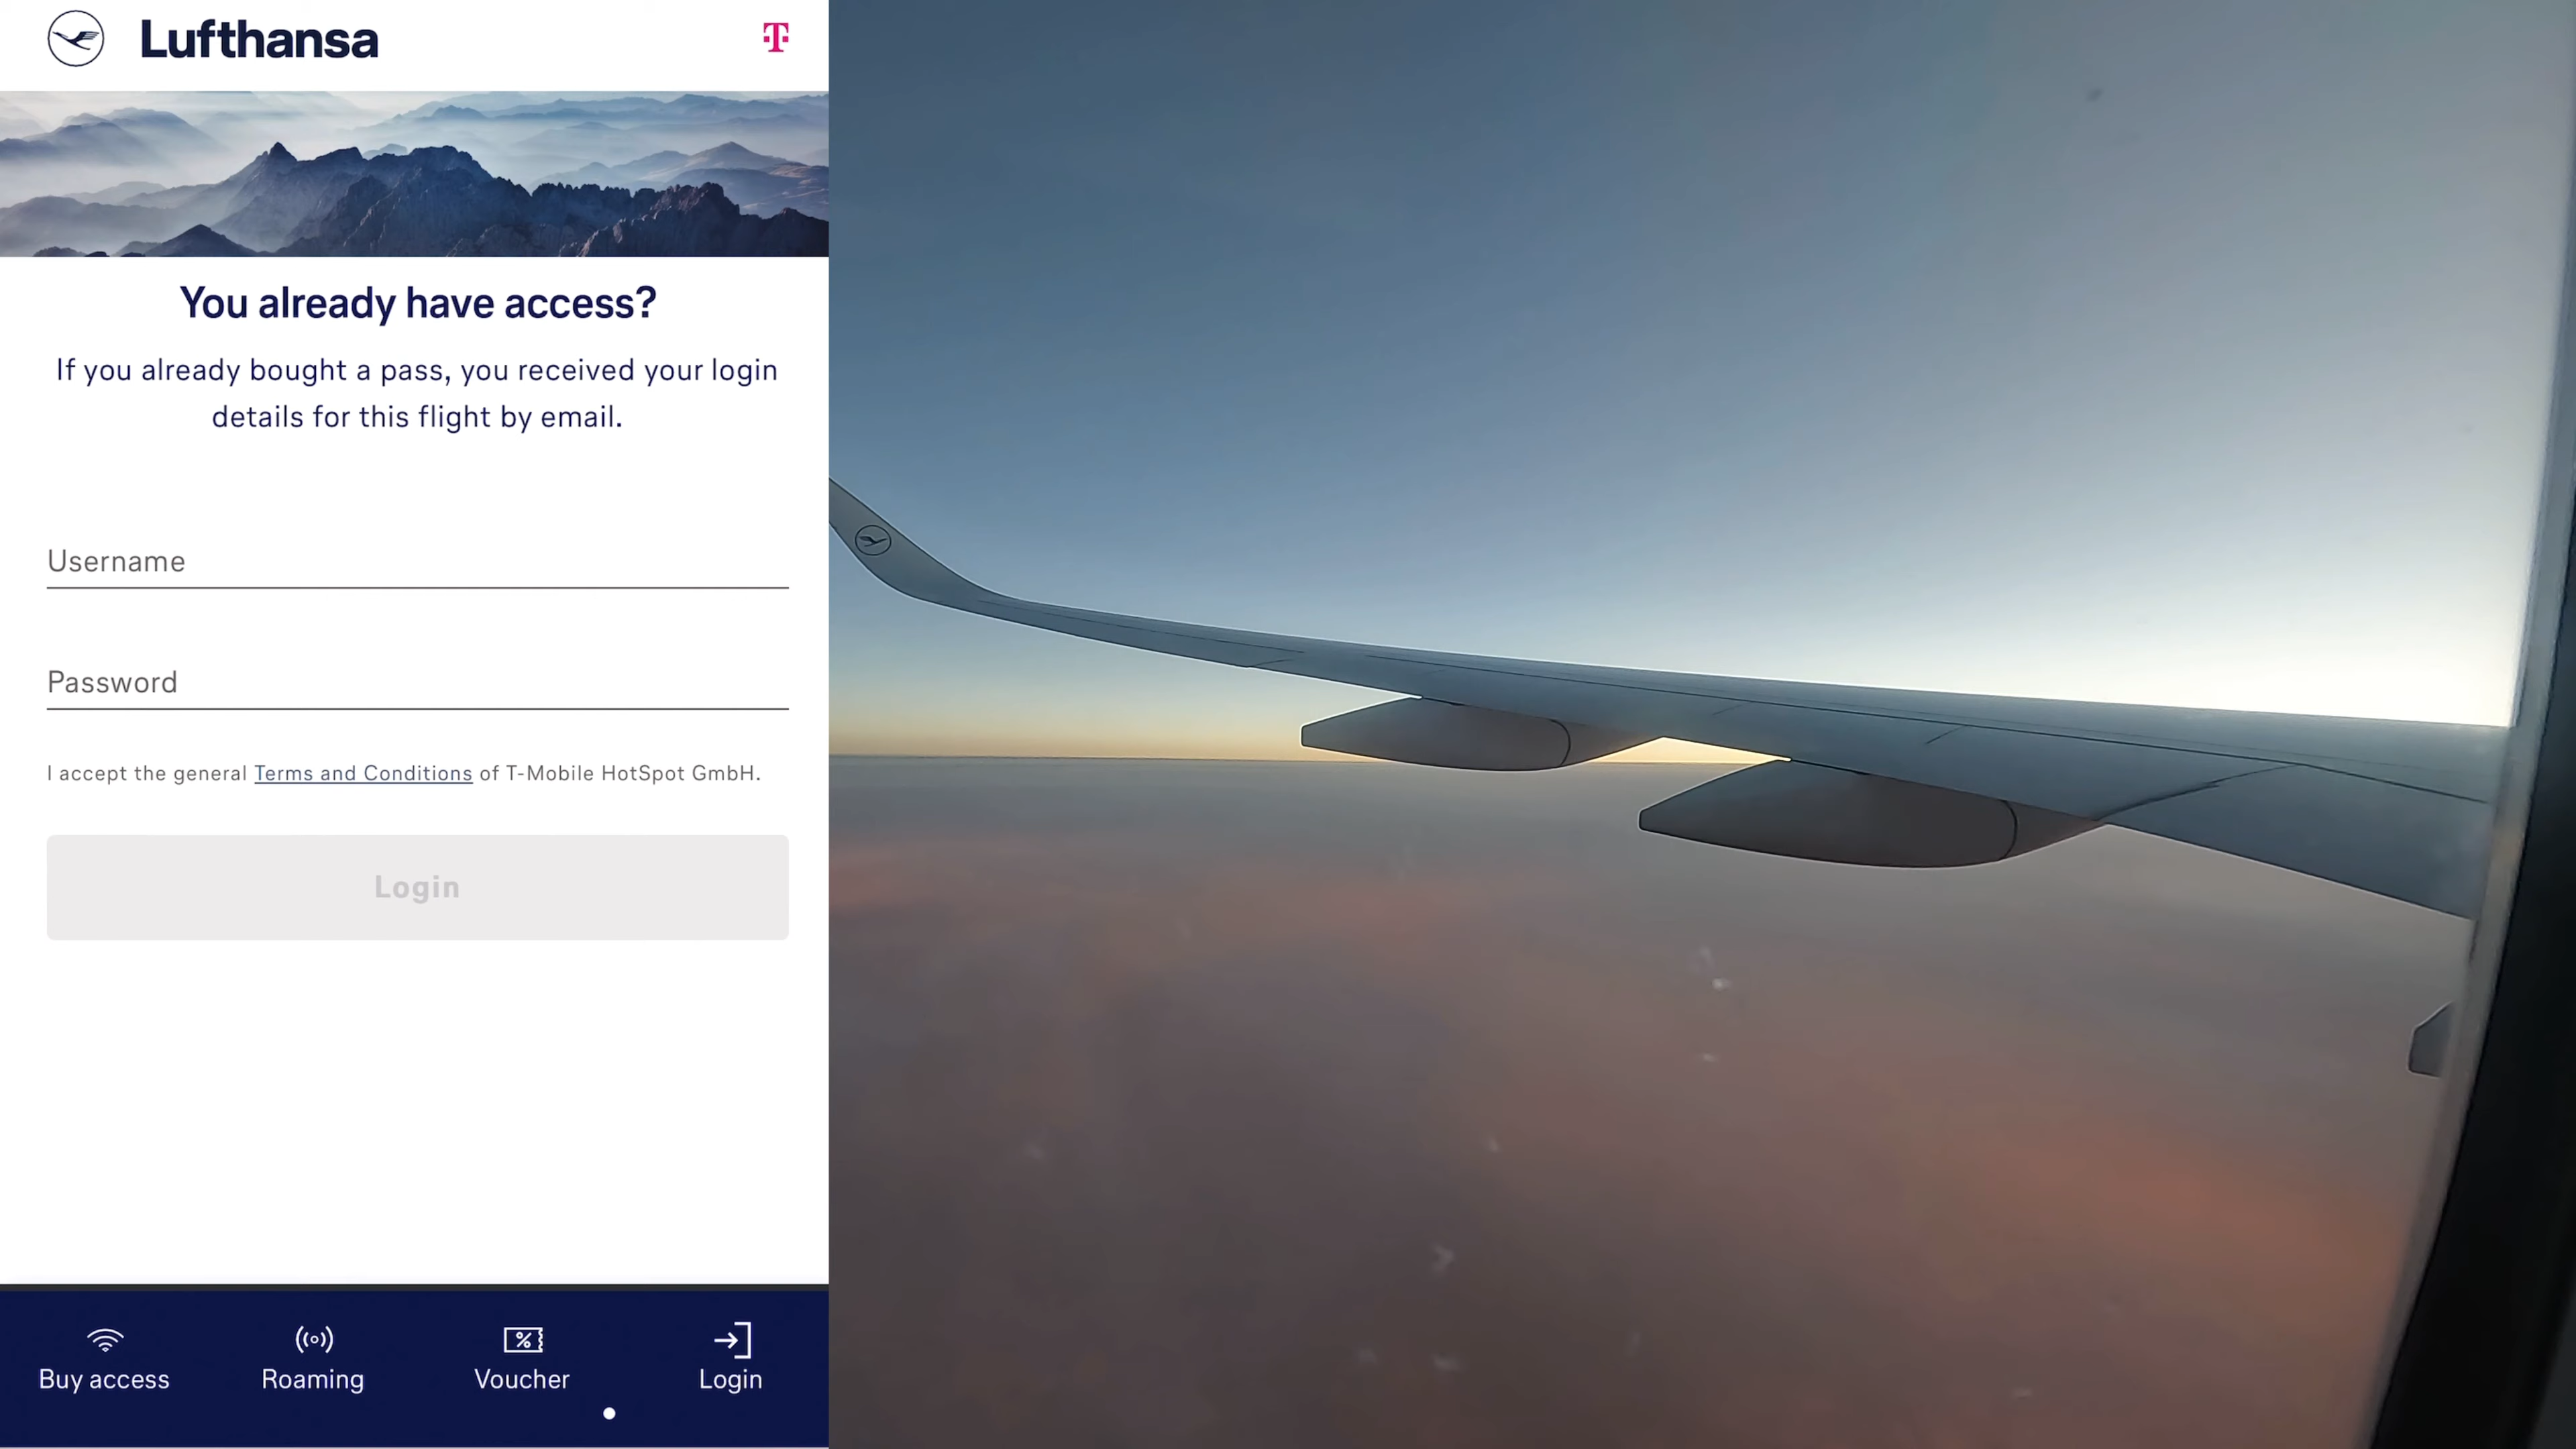 Lufthansa
T
You already have access?
If you already bought a pass, you received your login
details for this flight by email.
Username
Password
I accept the general Terms and Conditions of T-Mobile HotSpot GmbH.
Login
Buy access
Roaming
Voucher
Login